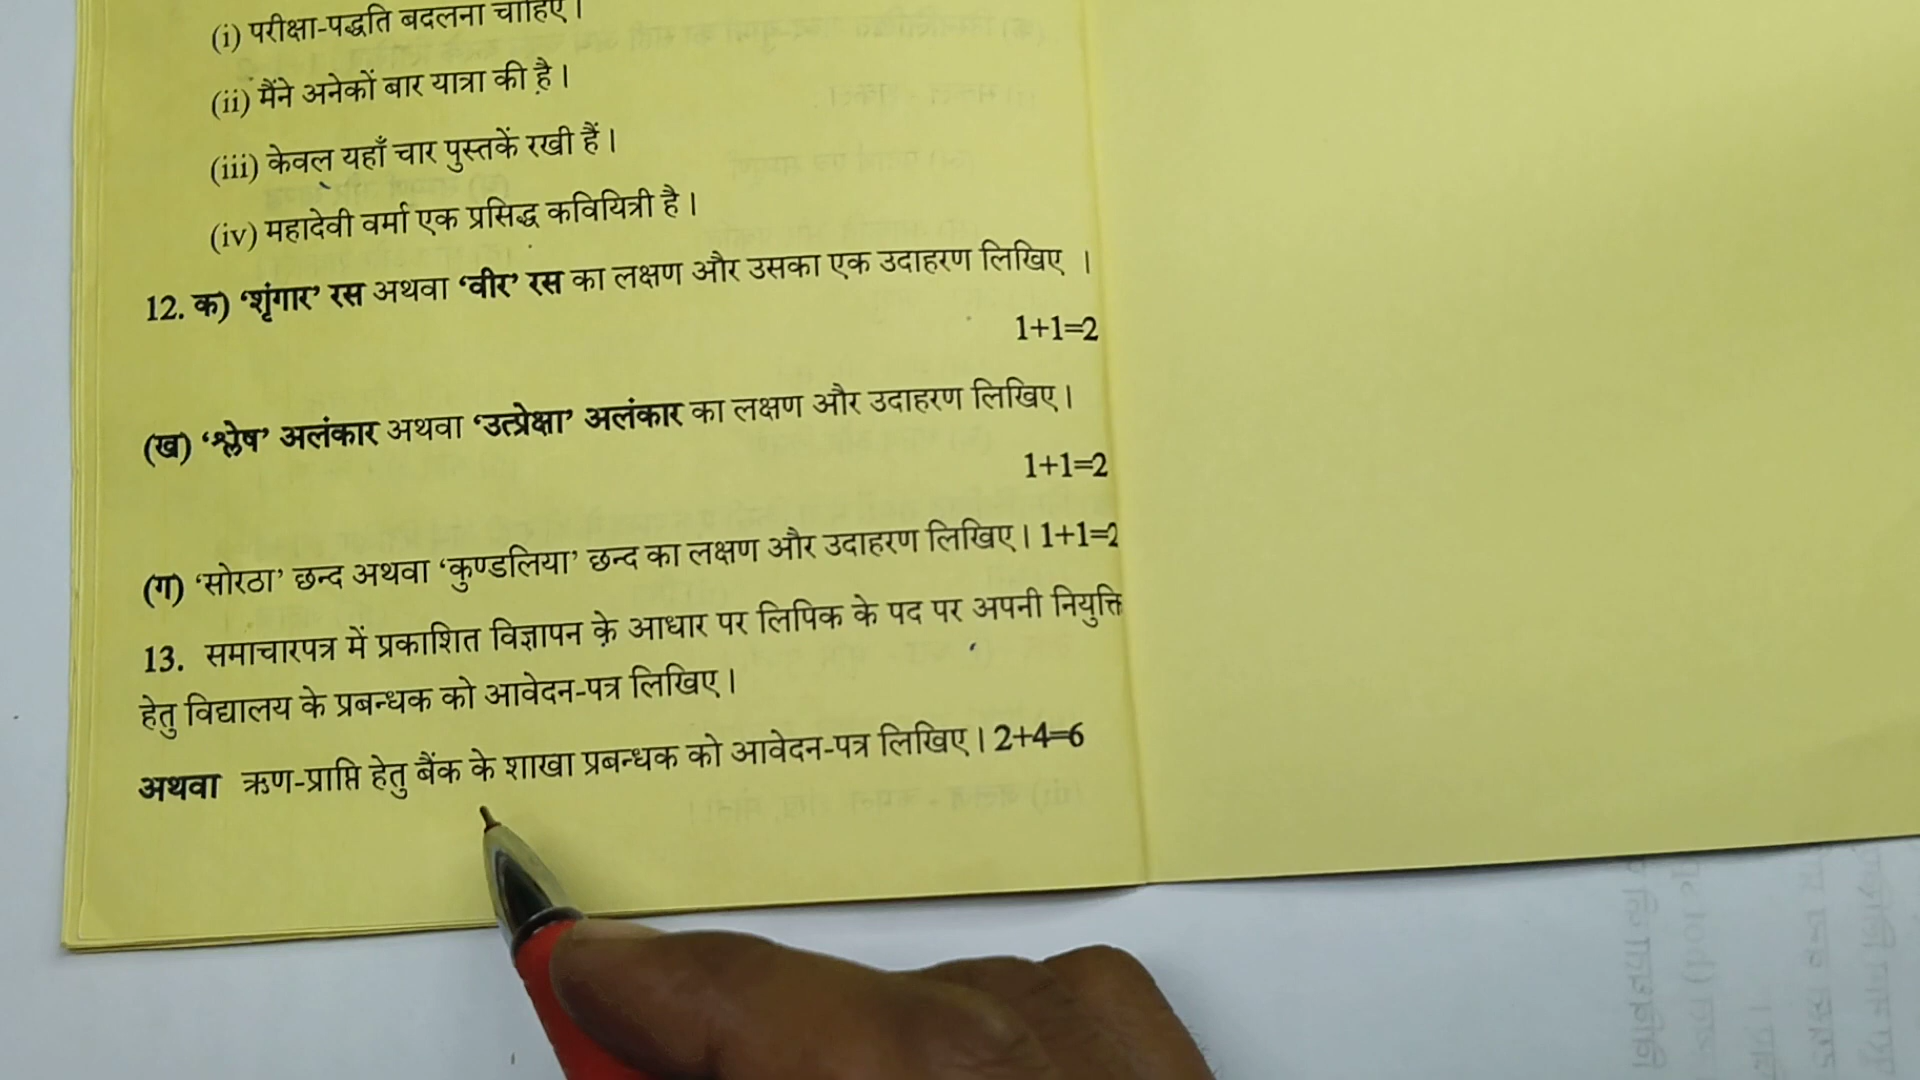 (i) परीक्षा-पद्धति बदलना चाहिए।
(ii) मैंने अनेकों बार यात्रा की है।
(iii) केवल यहाँ चार पुस्तकें रखी हैं।
(iv) महादेवी वर्मा एक प्रसिद्ध कवियित्री है।
12. क) ‘शृंगार’ रस अथवा ‘वीर’ रस का लक्षण और उसका एक उदाहरण लिखिए ।
1+1=2
(ख) ‘श्लेष’ अलंकार अथवा ‘उत्प्रेक्षा’ अलंकार का लक्षण और उदाहरण लिखिए।
1+1=2
(ग) ‘सोरठा’ छन्द अथवा ‘कुण्डलिया’ छन्द का लक्षण और उदाहरण लिखिए। 1+1=2
13. समाचारपत्र में प्रकाशित विज्ञापन के आधार पर लिपिक के पद पर अपनी नियुक्ति
हेतु विद्यालय के प्रबन्धक को आवेदन-पत्र लिखिए।
अथवा ऋण-प्राप्ति हेतु बैंक के शाखा प्रबन्धक को आवेदन-पत्र लिखिए। 2+4=6